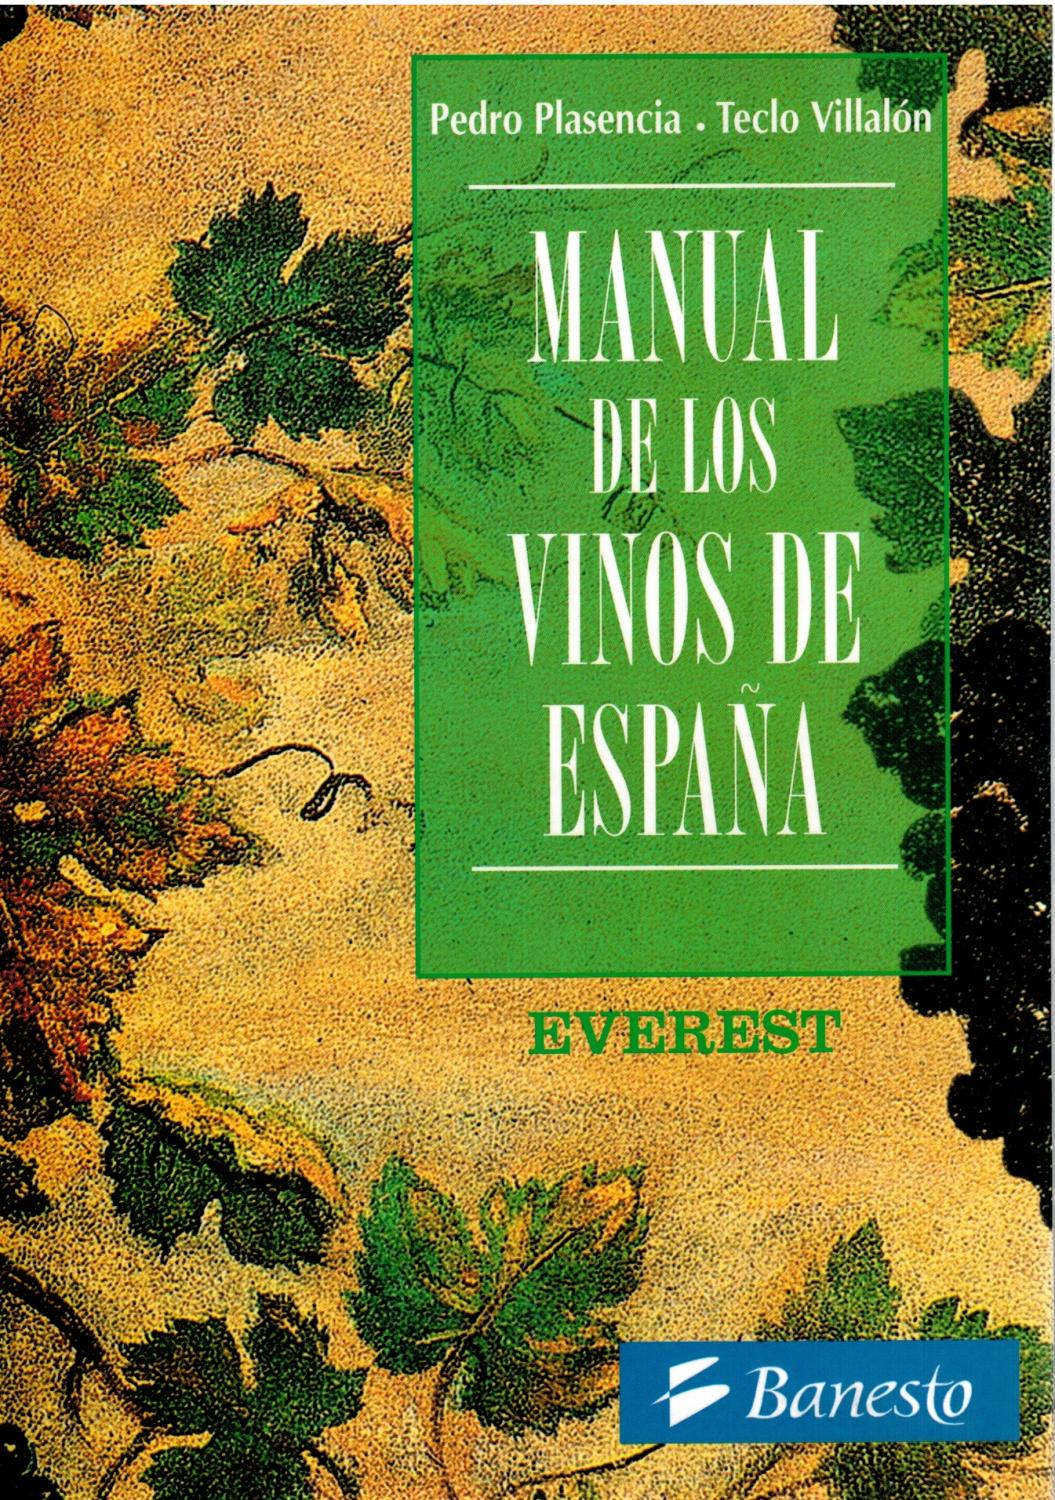 Pedro Plasencia . Teclo Villalón
MANUAL
DE LOS
VINOS DE
ESPAÑA
EVEREST
Banesto